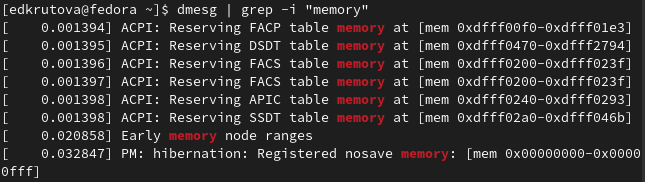 [edkrutova@fedora ~]$ dmesg | grep -i "memory"
[    0.001394] ACPI: Reserving FACP table memory at [mem 0xdfff00f0-0xdfff01e3]
[    0.001395] ACPI: Reserving DSDT table memory at [mem 0xdfff0470-0xdfff2794]
[    0.001396] ACPI: Reserving FACS table memory at [mem 0xdfff0200-0xdfff023f]
[    0.001397] ACPI: Reserving FACS table memory at [mem 0xdfff0200-0xdfff023f]
[    0.001398] ACPI: Reserving APIC table memory at [mem 0xdfff0240-0xdfff0293]
[    0.001398] ACPI: Reserving SSDT table memory at [mem 0xdfff02a0-0xdfff046b]
[    0.020858] Early memory node ranges
[    0.032847] PM: hibernation: Registered nosave memory: [mem 0x00000000-0x0000
0fff]